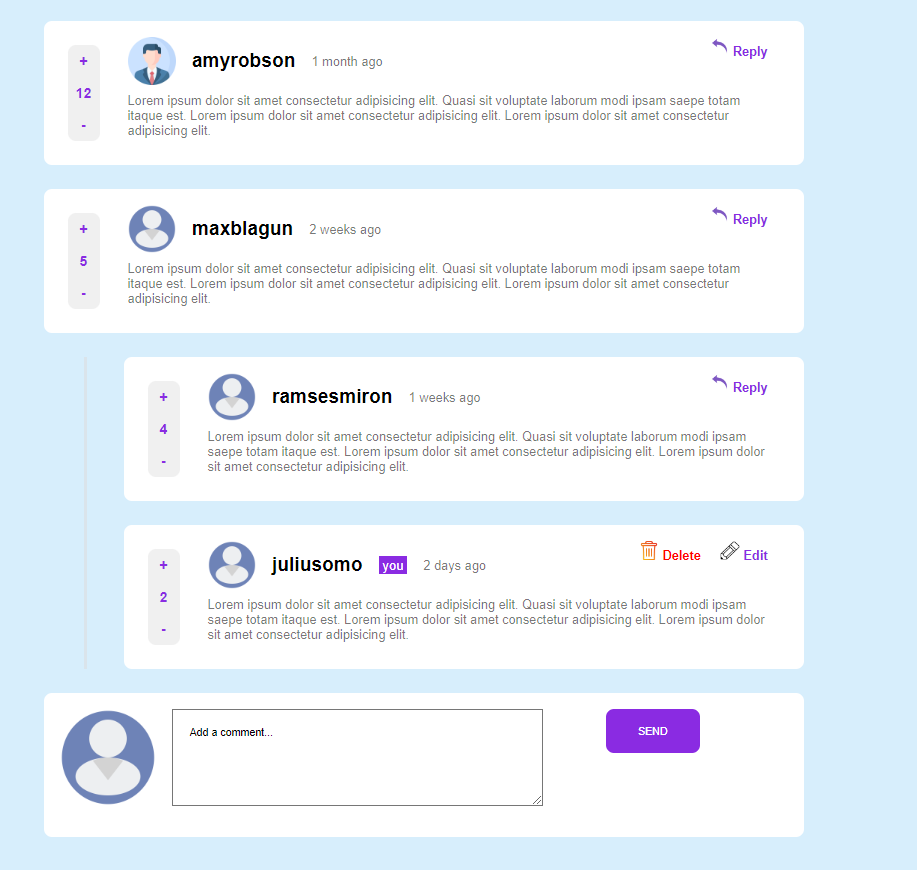 +
12
-
amyrobson 1 month ago
Reply
Lorem ipsum dolor sit amet consectetur adipisicing elit. Quasi sit voluptate laborum modi ipsam saepe totam
itaque est. Lorem ipsum dolor sit amet consectetur adipisicing elit. Lorem ipsum dolor sit amet consectetur
adipisicing elit.
+
5
-
maxblagun 2 weeks ago
Reply
Lorem ipsum dolor sit amet consectetur adipisicing elit. Quasi sit voluptate laborum modi ipsam saepe totam
itaque est. Lorem ipsum dolor sit amet consectetur adipisicing elit. Lorem ipsum dolor sit amet consectetur
adipisicing elit.
+
4
-
ramsesmiron 1 weeks ago
Reply
Lorem ipsum dolor sit amet consectetur adipisicing elit. Quasi sit voluptate laborum modi ipsam
saepe totam itaque est. Lorem ipsum dolor sit amet consectetur adipisicing elit. Lorem ipsum dolor
sit amet consectetur adipisicing elit.
+
2
-
juliusomo you 2 days ago
Delete Edit
Lorem ipsum dolor sit amet consectetur adipisicing elit. Quasi sit voluptate laborum modi ipsam
saepe totam itaque est. Lorem ipsum dolor sit amet consectetur adipisicing elit. Lorem ipsum dolor
sit amet consectetur adipisicing elit.
Add a comment...
SEND